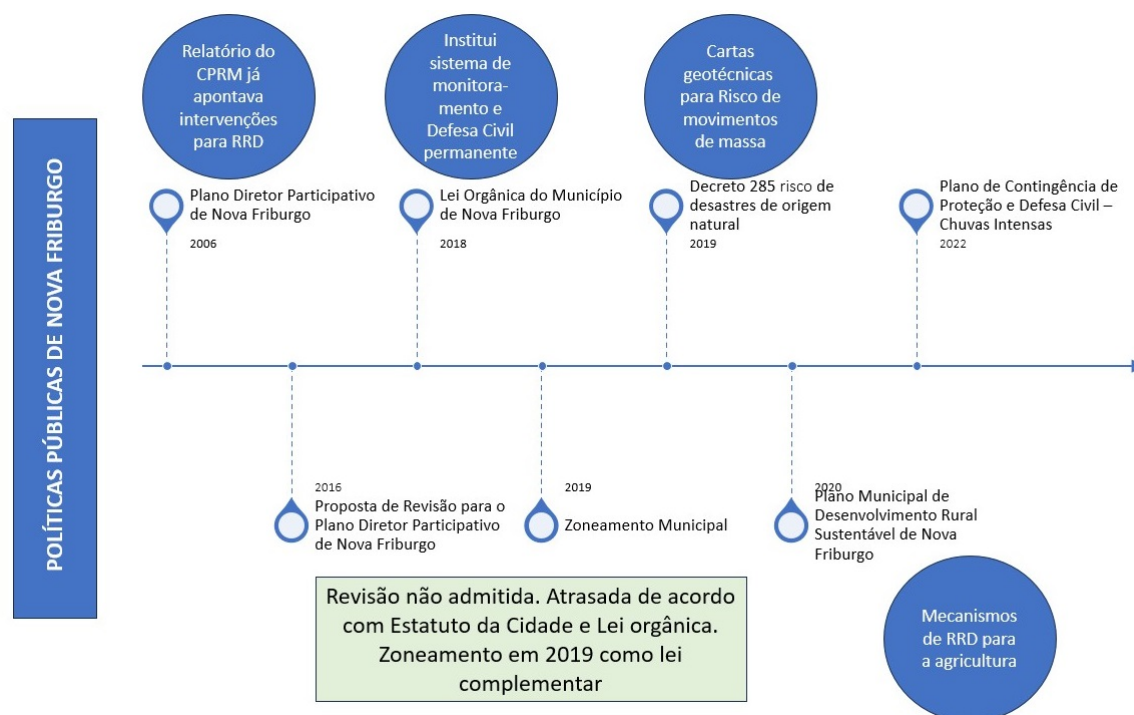 POLÍTICAS PÚBLICAS DE NOVA FRIBURGO
Relatório do
CPRM já
apontava
intervenções
para RRD
Institui
sistema de
monitora-
mento e
Defesa Civil
permanente
Cartas
geotécnicas
para Risco de
movimentos
de massa
Plano Diretor Participativo
de Nova Friburgo
2006
Lei Orgânica do Município
de Nova Friburgo
2018
Decreto 285 risco de
desastres de origem
natural
2019
Plano de Contingência de
Proteção e Defesa Civil –
Chuvas Intensas
2022
2016
Proposta de Revisão para o
Plano Diretor Participativo
de Nova Friburgo
2019
Zoneamento Municipal
2020
Plano Municipal de
Desenvolvimento Rural
Sustentável de Nova
Friburgo
Revisão não admitida. Atrasada de acordo
com Estatuto da Cidade e Lei orgânica.
Zoneamento em 2019 como lei
complementar
Mecanismos
de RRD para
a agricultura